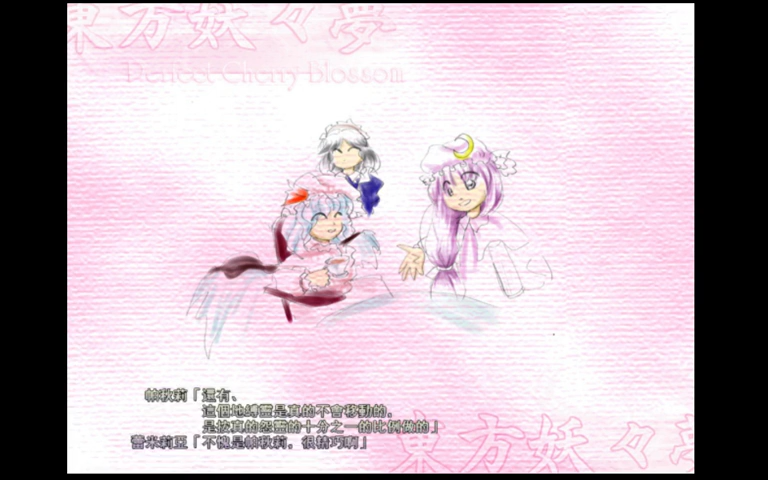 東方妖々夢
Perfect Cherry Blossom
帕秋莉「還有、
這個地縛靈是真的不會移動的.
是按真的怨靈的十分之一的比例做的」
蕾米莉亞「不愧是帕秋莉，很精巧啊」
東方妖々夢